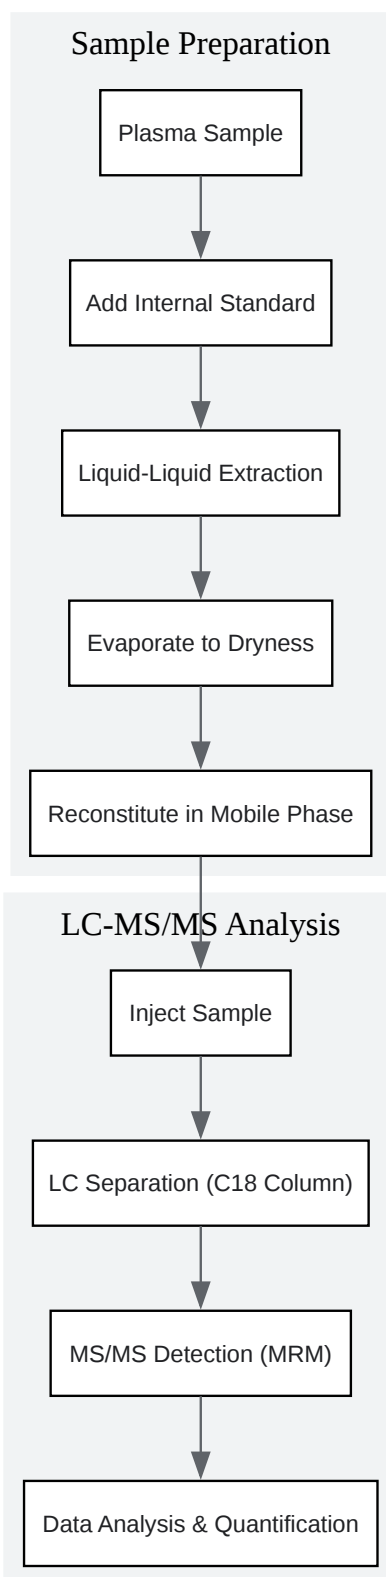 Sample Preparation
Plasma Sample
Add Internal Standard
Liquid-Liquid Extraction
Evaporate to Dryness
Reconstitute in Mobile Phase
LC-MS/MS Analysis
Inject Sample
LC Separation (C18 Column)
MS/MS Detection (MRM)
Data Analysis & Quantification